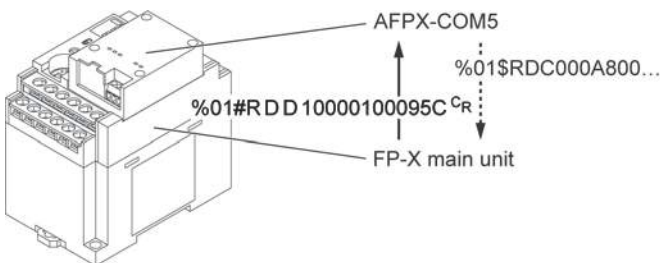 AFPX-COM5
%01$RDC000A800...
%01#RDD10000100095C CR
FP-X main unit